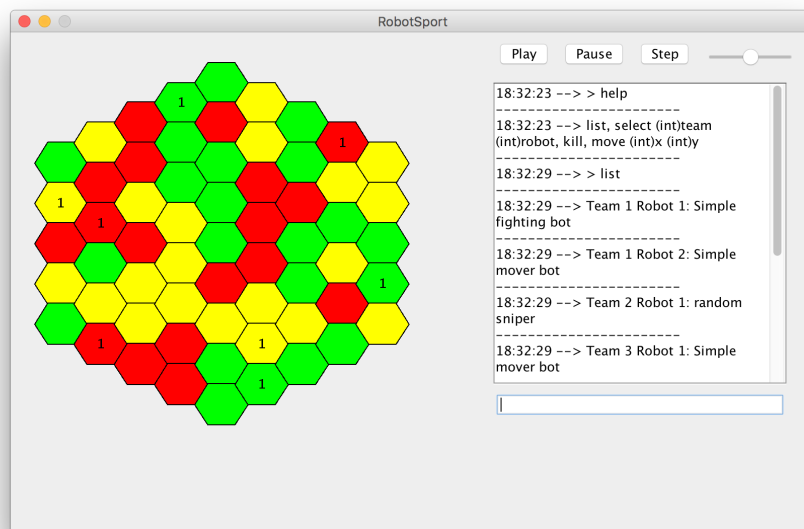 RobotSport
Play Pause Step
18:32:23 --> > help
-----------------------
18:32:23 --> list, select (int)team
(int)robot, kill, move (int)x (int)y
-----------------------
18:32:29 --> > list
-----------------------
18:32:29 --> Team 1 Robot 1: Simple
fighting bot
-----------------------
18:32:29 --> Team 1 Robot 2: Simple
mover bot
-----------------------
18:32:29 --> Team 2 Robot 1: random
sniper
-----------------------
18:32:29 --> Team 3 Robot 1: Simple
mover bot
1
1
1
1
1
1
1
1